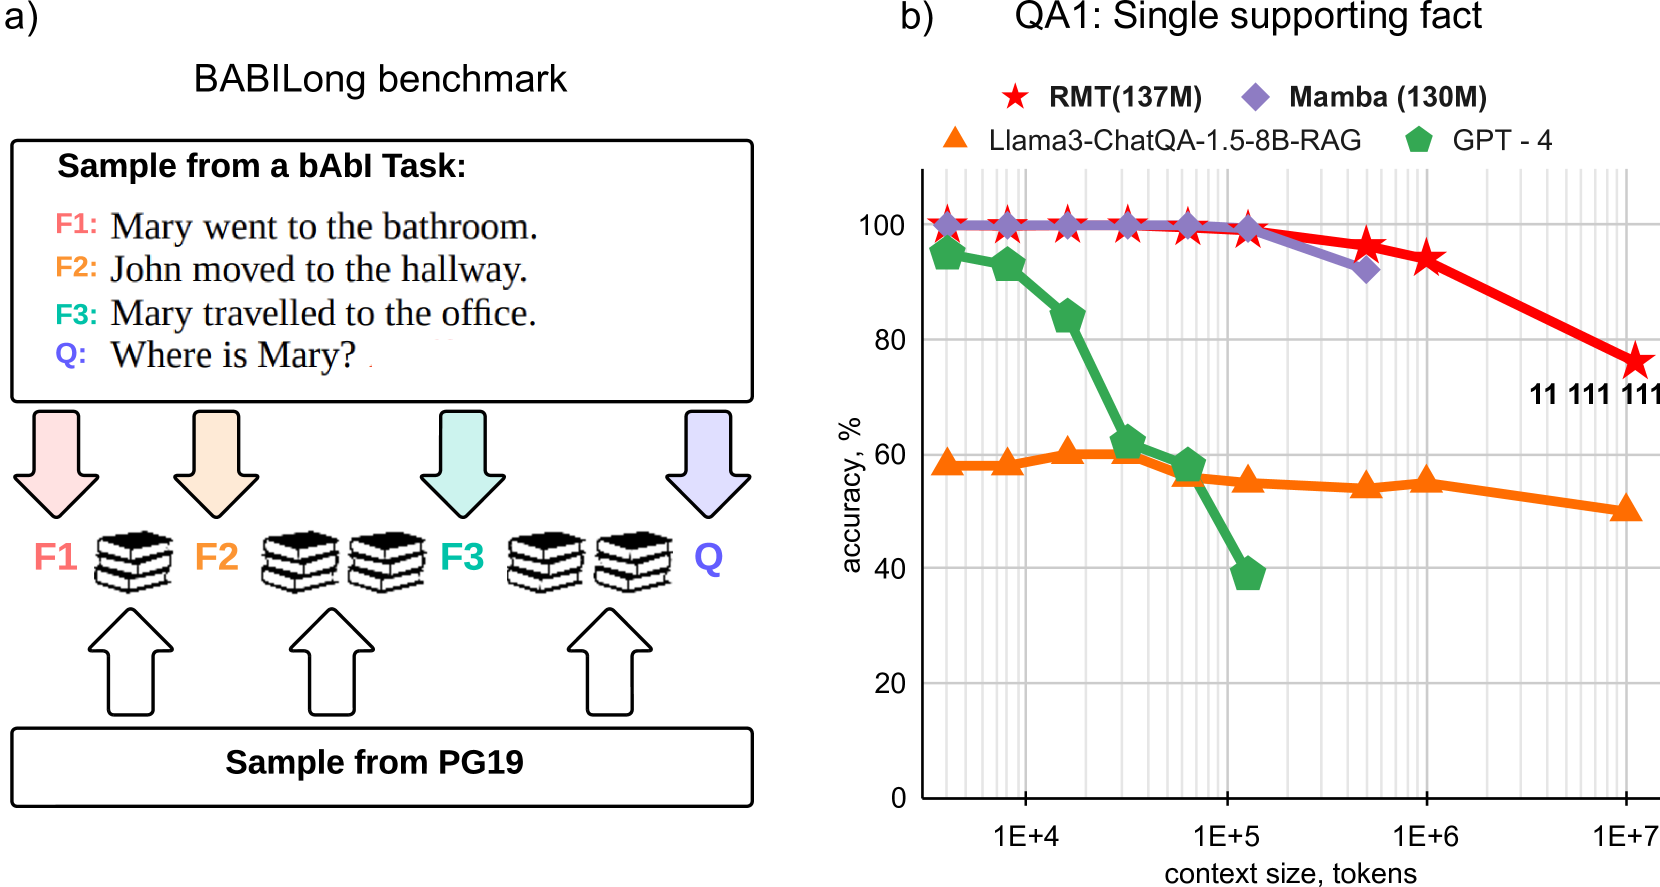 a)
BABILong benchmark
Sample from a bAbI Task:
F1: Mary went to the bathroom.
F2: John moved to the hallway.
F3: Mary travelled to the office.
Q: Where is Mary?
F1 F2 F3 Q
Sample from PG19
b) QA1: Single supporting fact
RMT(137M) Mamba (130M)
Llama3-ChatQA-1.5-8B-RAG GPT - 4
100
80
60
40
20
0
accuracy, %
11 111 111
1E+4 1E+5 1E+6 1E+7
context size, tokens